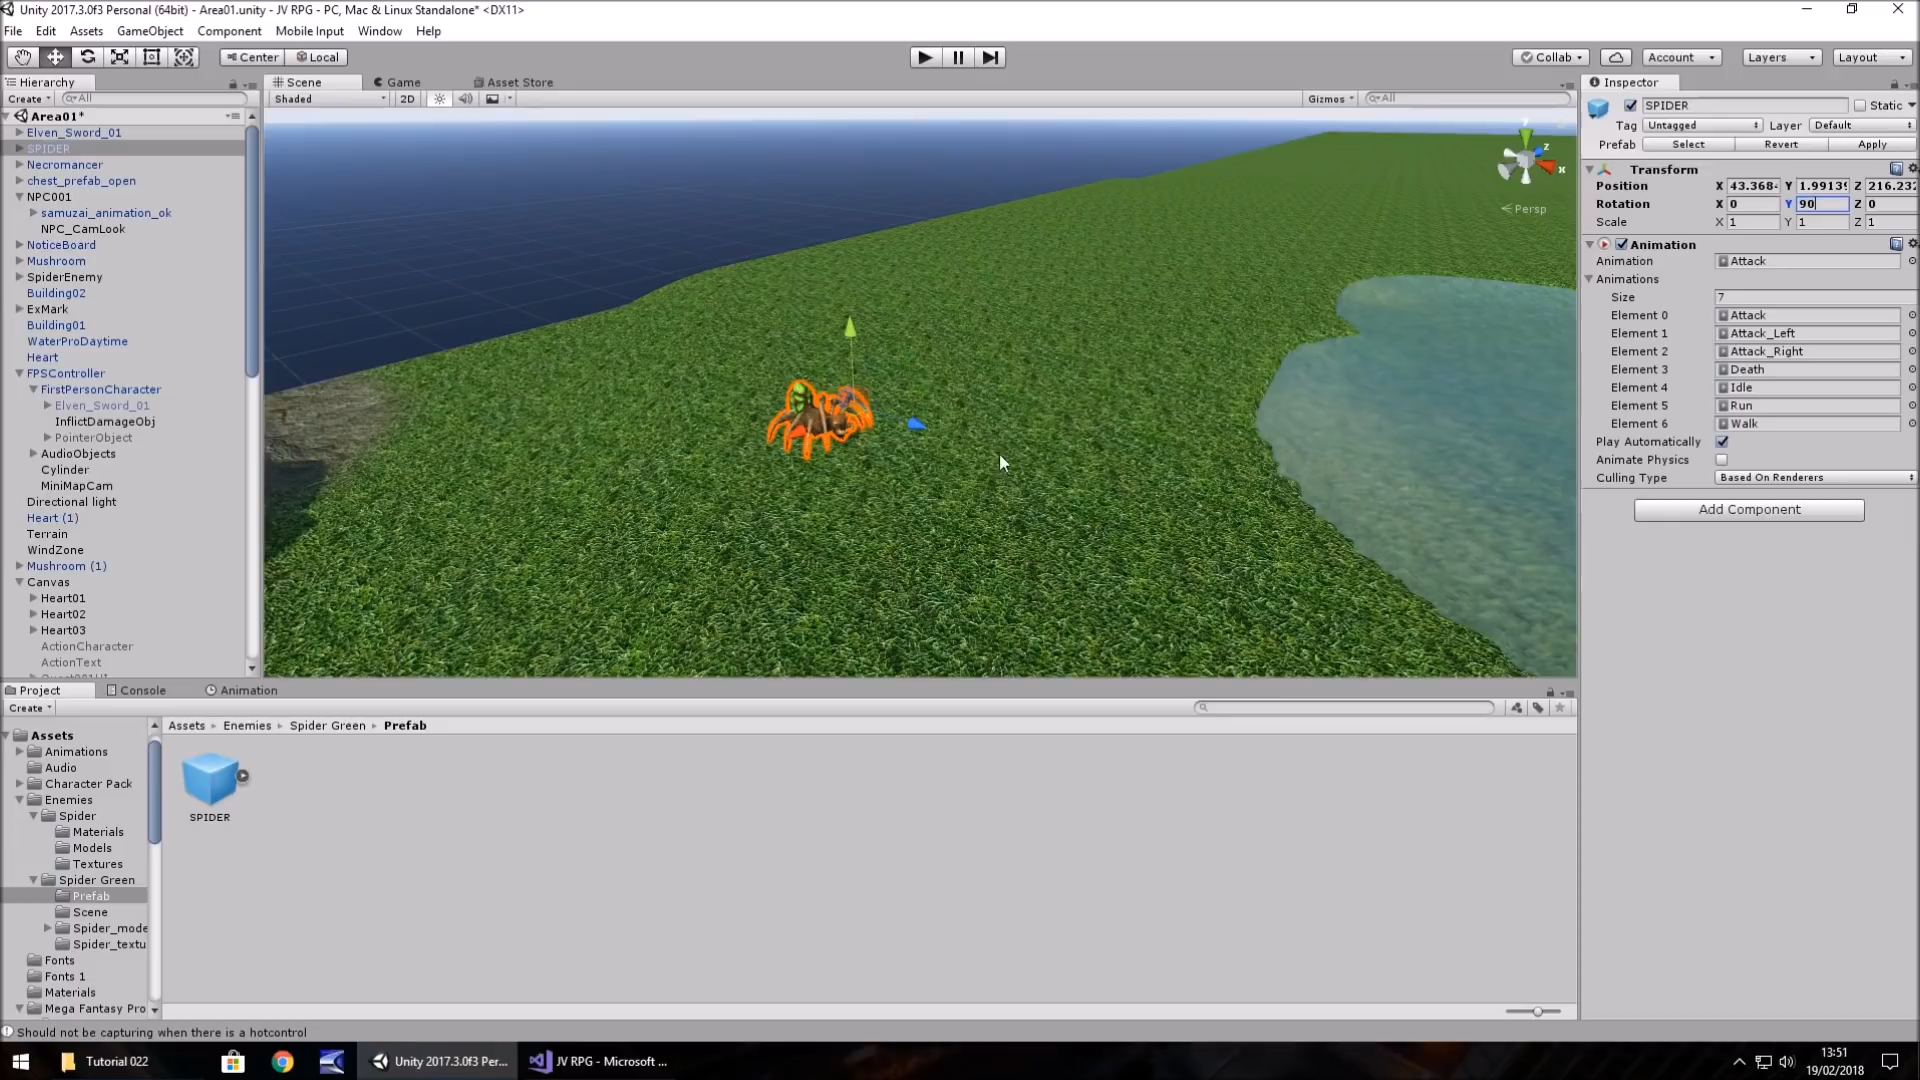 Unity 2017.3.0f3 Personal (64bit) - Area01.unity - JV RPG - PC, Mac & Linux Standalone* <DX11>
File Edit Assets GameObject Component Mobile Input Window Help
Center Local Collab Account Layers Layout
Hierarchy
Create All
Area01*
Elven_Sword_01
SPIDER
Necromancer
chest_prefab_open
NPC001
samuzai_animation_ok
NPC_CamLook
NoticeBoard
Mushroom
SpiderEnemy
Building02
ExMark
Building01
WaterProDaytime
Heart
FPSController
FirstPersonCharacter
Elven_Sword_01
InflictDamageObj
PointerObject
AudioObjects
Cylinder
MiniMapCam
Directional light
Heart (1)
Terrain
WindZone
Mushroom (1)
Canvas
Heart01
Heart02
Heart03
ActionCharacter
ActionText
Scene Game Asset Store
Shaded 2D Gizmos All
y
z
x
Persp
Inspector
SPIDER Static
Tag Untagged Layer Default
Prefab Select Revert Apply
Transform
Position X 43.368 Y 1.9913 Z 216.232
Rotation X 0 Y 90 Z 0
Scale X 1 Y 1 Z 1
Animation
Animation Attack
Animations
Size 7
Element 0 Attack
Element 1 Attack_Left
Element 2 Attack_Right
Element 3 Death
Element 4 Idle
Element 5 Run
Element 6 Walk
Play Automatically
Animate Physics
Culling Type Based On Renderers
Add Component
Project Console Animation
Create
Assets
Animations
Audio
Character Pack
Enemies
Spider
Materials
Models
Textures
Spider Green
Prefab
Scene
Spider_mode
Spider_textu
Fonts
Fonts 1
Materials
Mega Fantasy Pro
Assets Enemies Spider Green Prefab
SPIDER
Should not be capturing when there is a hotcontrol
Tutorial 022
Unity 2017.3.0f3 Per...
JV RPG - Microsoft ...
13:51
19/02/2018